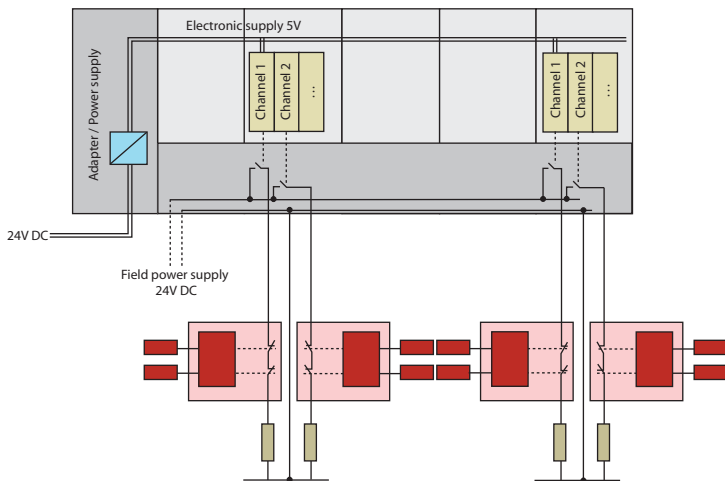 Electronic supply 5V
Adapter / Power supply
Channel 1
Channel 2
...
Channel 1
Channel 2
...
24V DC
Field power supply
24V DC